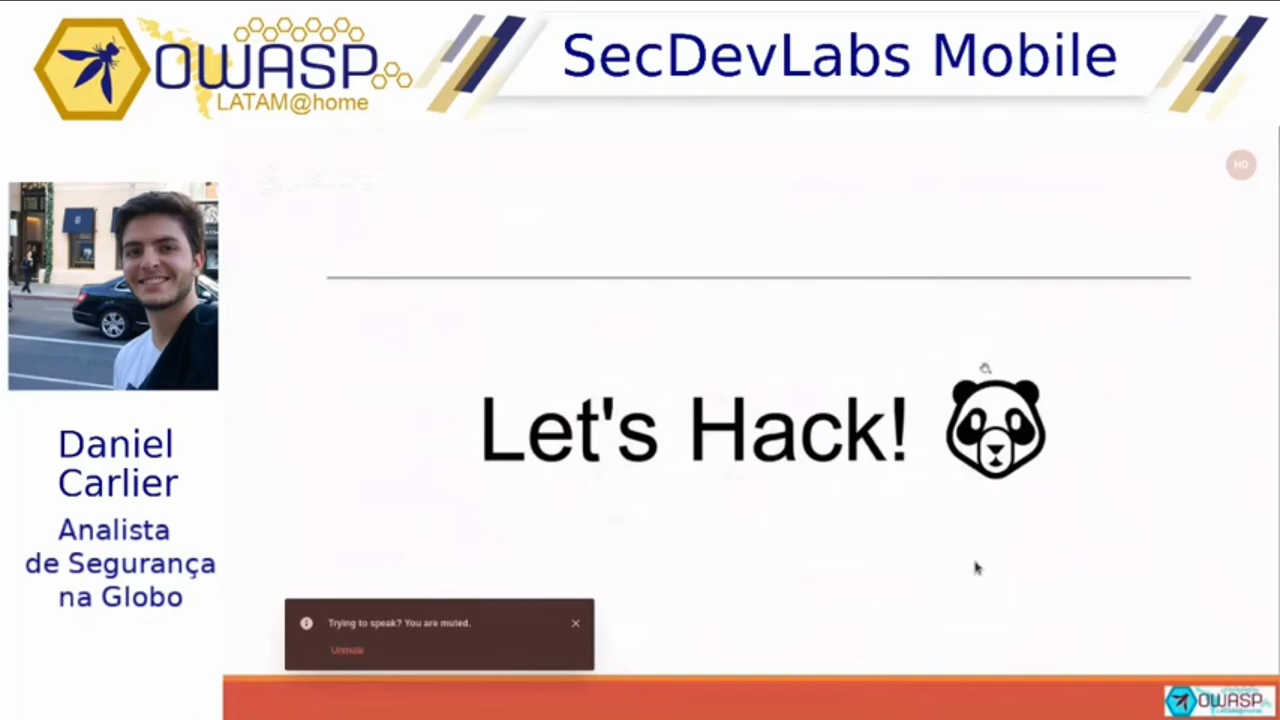 OWASP
LATAM@home
SecDevLabs Mobile
HD
Let's Hack!
Daniel
Carlier
Analista
de Segurança
na Globo
Trying to speak? You are muted.
Unmute
OWASP